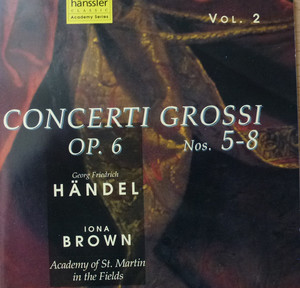 hänssler
CLASSIC
Academy Series
VOL. 2
CONCERTI GROSSI
OP. 6 Nos. 5-8
Georg Friedrich
HÄNDEL
IONA
BROWN
Academy of St. Martin
in the Fields